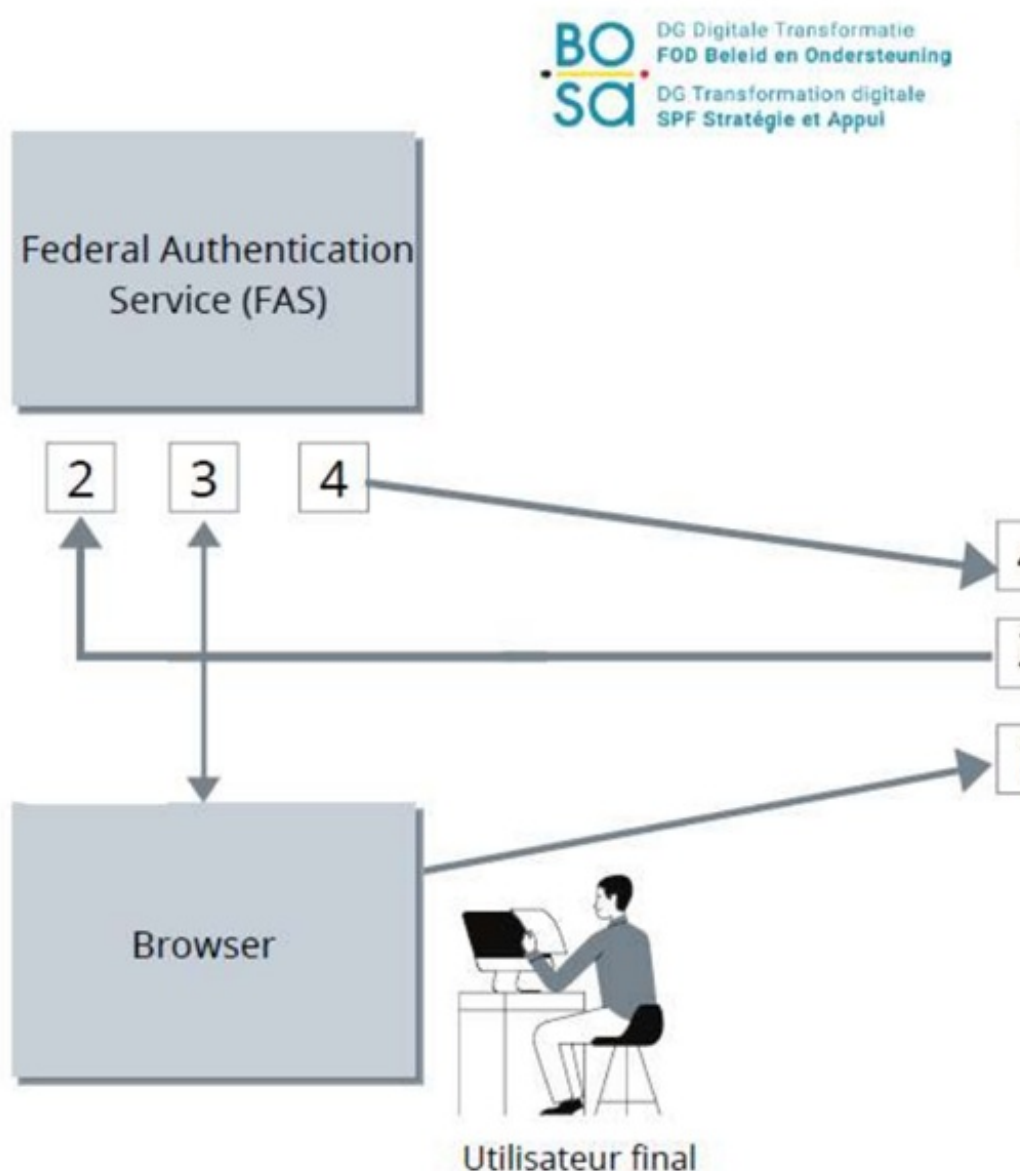 BO
sa
DG Digitale Transformatie
FOD Beleid en Ondersteuning
DG Transformation digitale
SPF Stratégie et Appui
Federal Authentication
Service (FAS)
2
3
4
Browser
Utilisateur final